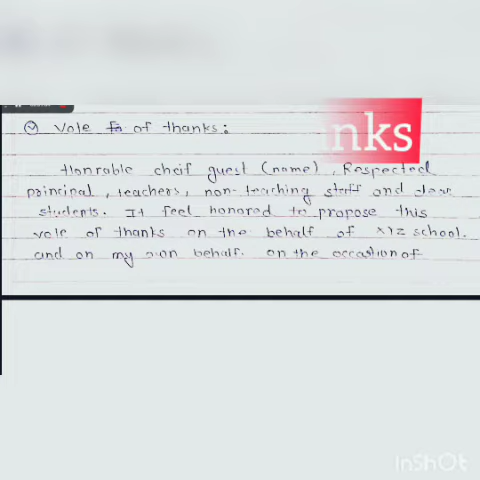 nks
Vole of thanks:
Honrable cheif guest (name), Respected
principal, teachers, non-teaching staff and dear
students. It feel honored to propose this
vote of thanks on the behalf of XYZ school.
and on my own behalf. on the occastion of
InShOt